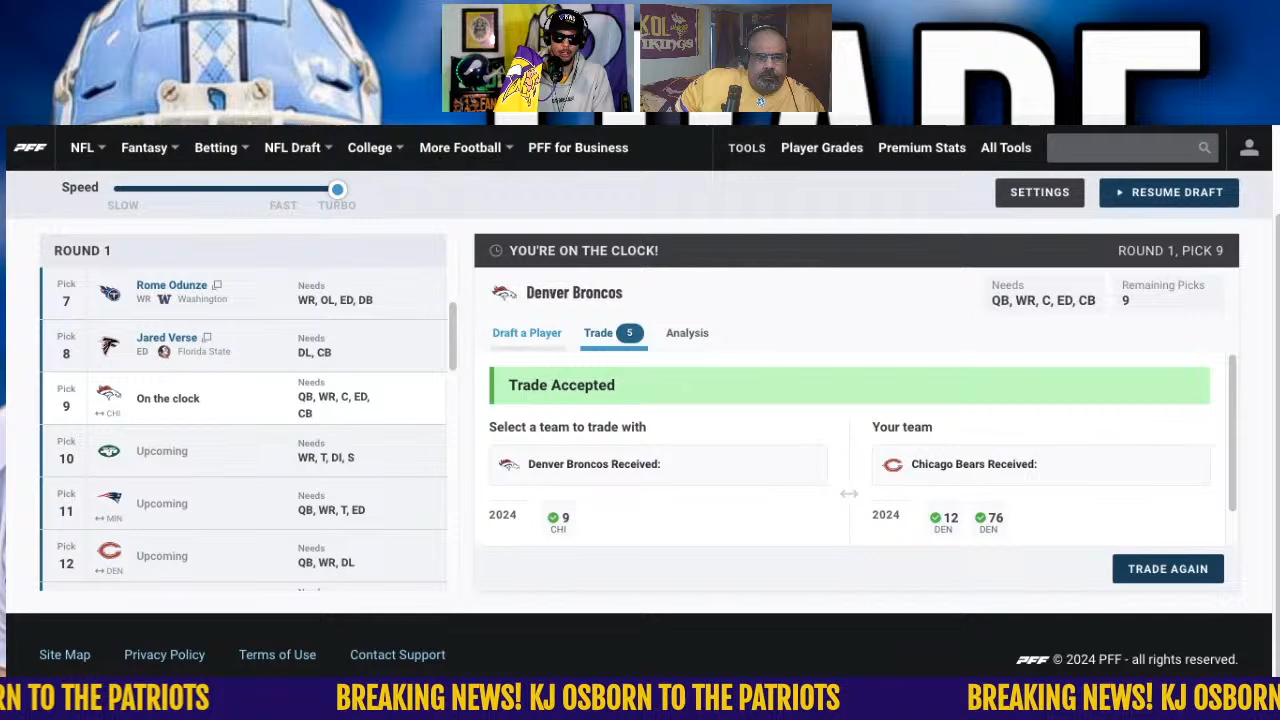 KOL
VIKINGS
PFF
NFL
Fantasy
Betting
NFL Draft
College
More Football
PFF for Business
TOOLS
Player Grades
Premium Stats
All Tools
Speed
SLOW
FAST
TURBO
SETTINGS
RESUME DRAFT
ROUND 1
Pick
7
Rome Odunze
WR W Washington
Needs
WR, OL, ED, DB
Pick
8
Jared Verse
ED Florida State
Needs
DL, CB
Pick
9
CHI
On the clock
Needs
QB, WR, C, ED,
CB
Pick
10
Upcoming
Needs
WR, T, DI, S
Pick
11
MIN
Upcoming
Needs
QB, WR, T, ED
Pick
12
DEN
Upcoming
Needs
QB, WR, DL
YOU'RE ON THE CLOCK!
ROUND 1, PICK 9
Denver Broncos
Needs
QB, WR, C, ED, CB
Remaining Picks
9
Draft a Player
Trade 5
Analysis
Trade Accepted
Select a team to trade with
Denver Broncos Received:
2024
9
CHI
Your team
Chicago Bears Received:
2024
12
DEN
76
DEN
TRADE AGAIN
Site Map
Privacy Policy
Terms of Use
Contact Support
PFF © 2024 PFF - all rights reserved.
RN TO THE PATRIOTS BREAKING NEWS! KJ OSBORN TO THE PATRIOTS BREAKING NEWS! KJ OSBORN